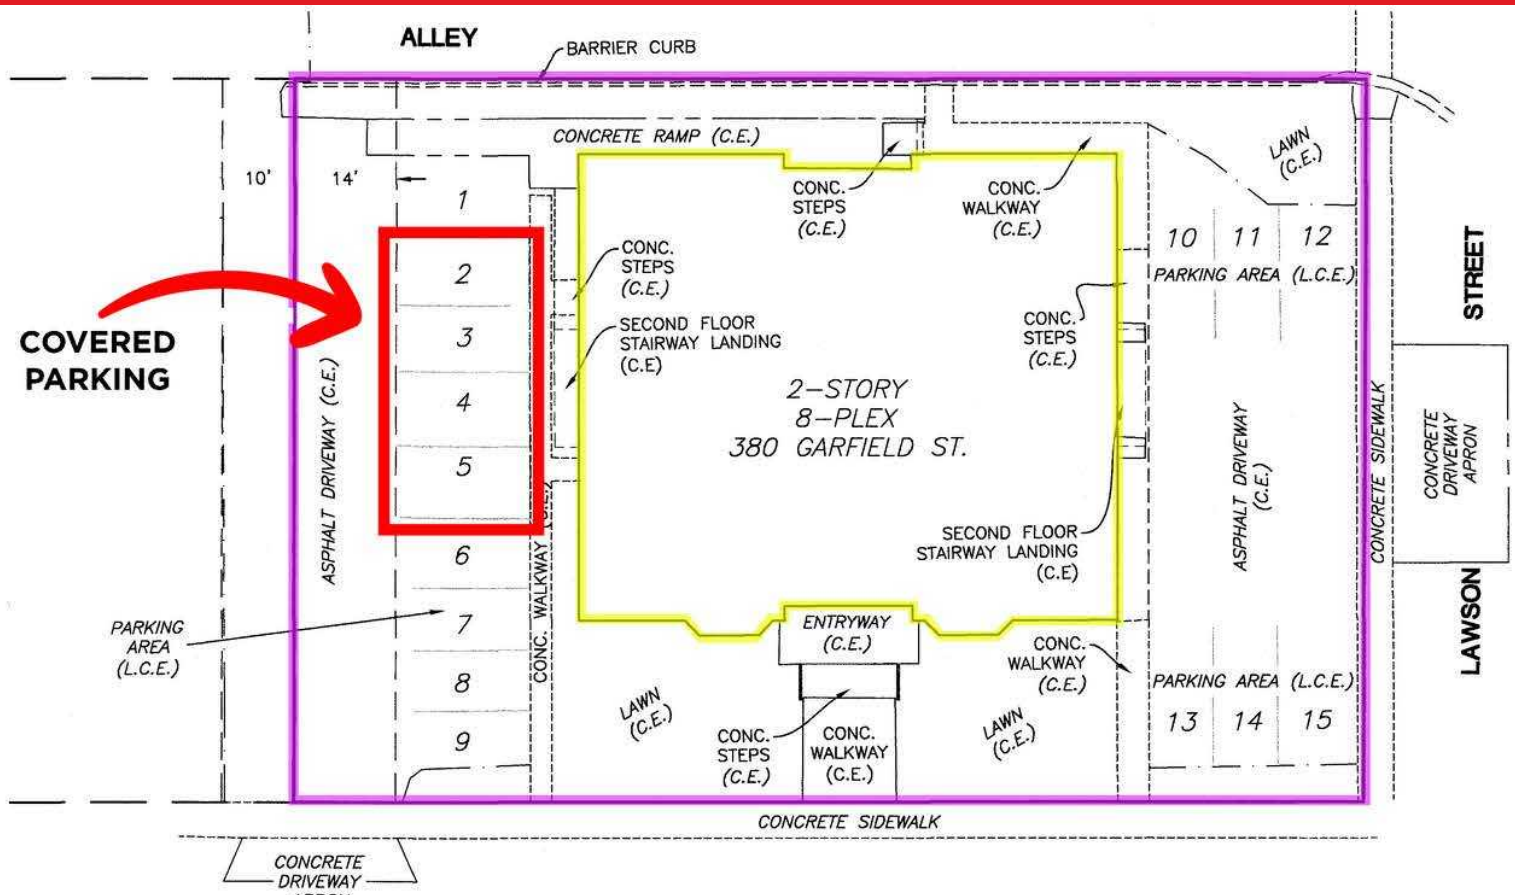 ALLEY
BARRIER CURB
CONCRETE RAMP (C.E.)
LAWN
(C.E.)
10'
14'
1
CONC.
STEPS
(C.E.)
CONC.
WALKWAY
(C.E.)
10
11
12
PARKING AREA (L.C.E.)
2
CONC.
STEPS
(C.E.)
STREET
3
SECOND FLOOR
STAIRWAY LANDING
(C.E)
CONC.
STEPS
(C.E.)
COVERED
PARKING
ASPHALT DRIVEWAY (C.E.)
4
2-STORY
8-PLEX
380 GARFIELD ST.
5
ASPHALT DRIVEWAY
(C.E.)
CONCRETE SIDEWALK
CONCRETE
DRIVEWAY
APRON
6
CONC. WALKWAY (C.E.)
SECOND FLOOR
STAIRWAY LANDING
(C.E)
LAWSON
PARKING
AREA
(L.C.E.)
7
ENTRYWAY
(C.E.)
CONC.
WALKWAY
(C.E.)
8
PARKING AREA (L.C.E.)
LAWN
(C.E.)
LAWN
(C.E.)
9
CONC.
STEPS
(C.E.)
CONC.
WALKWAY
(C.E.)
13
14
15
CONCRETE SIDEWALK
CONCRETE
DRIVEWAY